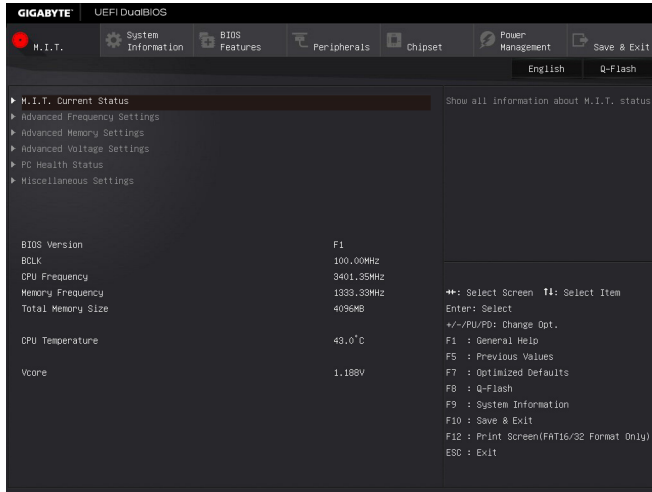 GIGABYTE™ UEFI DualBIOS
M.I.T.
System Information
BIOS Features
Peripherals
Chipset
Power Management
Save & Exit
English Q-Flash
M.I.T. Current Status
Advanced Frequency Settings
Advanced Memory Settings
Advanced Voltage Settings
PC Health Status
Miscellaneous Settings
BIOS Version F1
BCLK 100.00MHz
CPU Frequency 3401.35MHz
Memory Frequency 1333.33MHz
Total Memory Size 4096MB
CPU Temperature 43.0°C
Vcore 1.188V
Show all information about M.I.T. status
→←: Select Screen ↑↓: Select Item
Enter: Select
+/-/PU/PD: Change Opt.
F1 : General Help
F5 : Previous Values
F7 : Optimized Defaults
F8 : Q-Flash
F9 : System Information
F10 : Save & Exit
F12 : Print Screen(FAT16/32 Format Only)
ESC : Exit